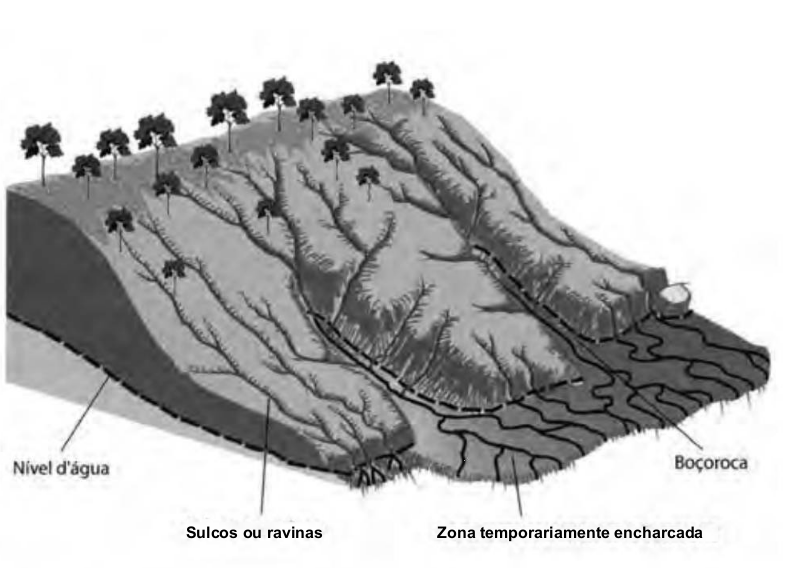 Nível d'água
Boçoroca
Sulcos ou ravinas
Zona temporariamente encharcada